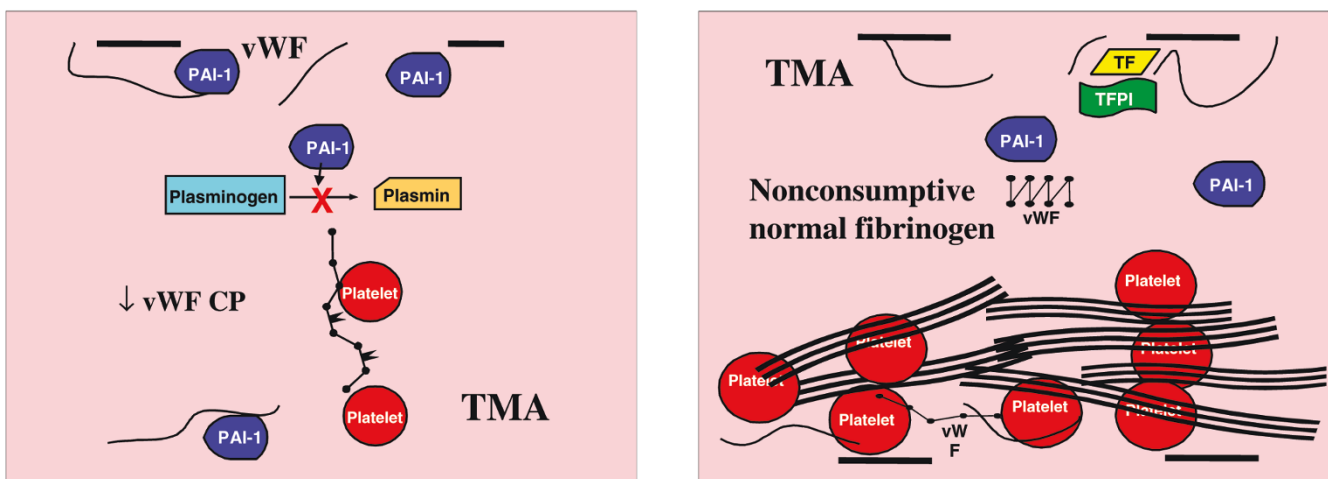 vWF
PAI-1
PAI-1
PAI-1
Plasminogen
X
Plasmin
Platelet
↓ vWF CP
Platelet
TMA
PAI-1
TMA
TF
TFPI
PAI-1
PAI-1
vWF
Nonconsumptive
normal fibrinogen
Platelet
Platelet
Platelet
Platelet
Platelet
Platelet
Platelet
vW
F